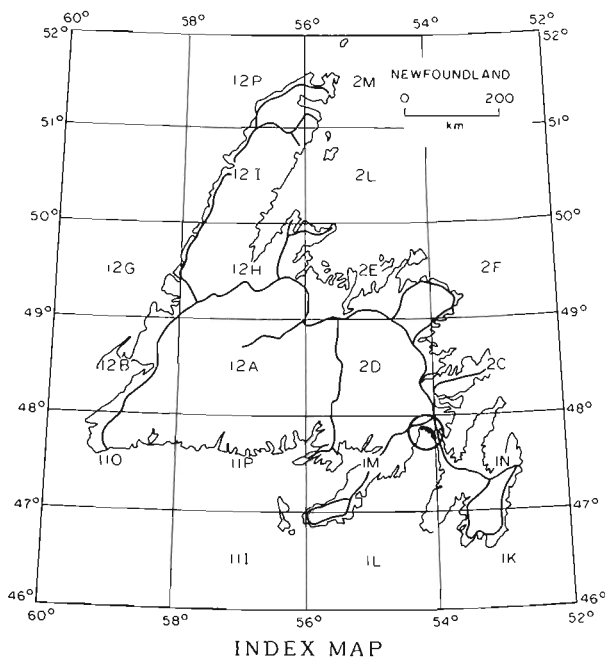 60° 58° 56° 54° 52°
52° 52°
12P 2M
NEWFOUNDLAND
0 200
km
51° 51°
12I 2L
50° 50°
12G 12H 2E 2F
49° 49°
12B 12A 2D 2C
48° 48°
11O 11P 1M 1N
47° 47°
11I 1L 1K
46° 46°
60° 58° 56° 54° 52°
INDEX MAP